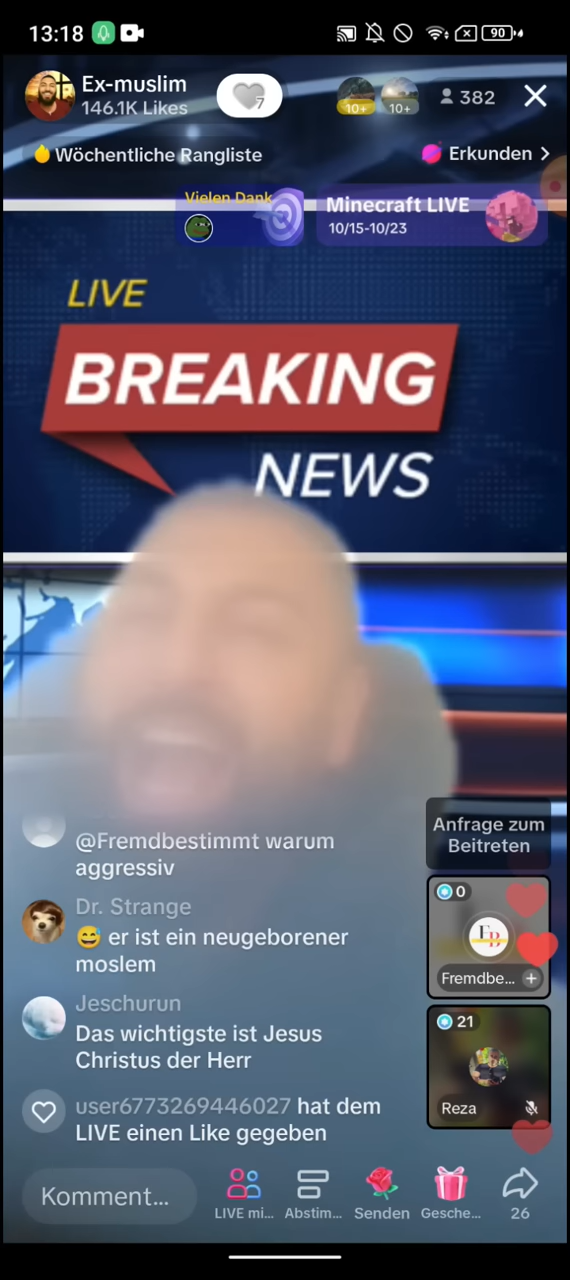 13:18
90
Ex-muslim
146.1K Likes
7
10+
10+
382
Wöchentliche Rangliste
Erkunden
Vielen Dank
Minecraft LIVE
10/15-10/23
LIVE
BREAKING
NEWS
@Fremdbestimmt warum
aggressiv
Dr. Strange
😅 er ist ein neugeborener
moslem
Jeschurun
Das wichtigste ist Jesus
Christus der Herr
user6773269446027 hat dem
LIVE einen Like gegeben
Anfrage zum
Beitreten
0
EB
Fremdbe...
21
Reza
Komment...
LIVE mi...
Abstim...
Senden
Gesche...
26